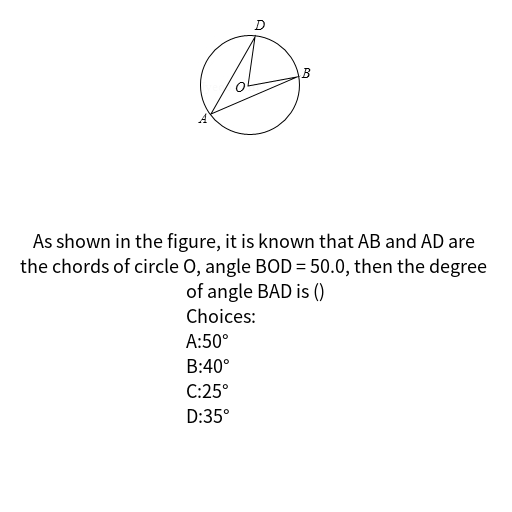 D
B
O
A
As shown in the figure, it is known that AB and AD are
the chords of circle O, angle BOD = 50.0, then the degree
of angle BAD is ()
Choices:
A:50°
B:40°
C:25°
D:35°